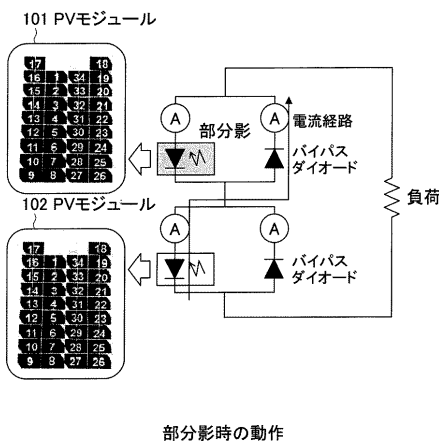 101 PVモジュール
17 18
16 1 34 19
15 2 33 20
14 3 32 21
13 4 31 22
12 5 30 23
11 6 29 24
10 7 28 25
9 8 27 26
A
A
部分影
電流経路
バイパス
ダイオード
負荷
102 PVモジュール
17 18
16 1 34 19
15 2 33 20
14 3 32 21
13 4 31 22
12 5 30 23
11 6 29 24
10 7 28 25
9 8 27 26
A
A
バイパス
ダイオード
部分影時の動作